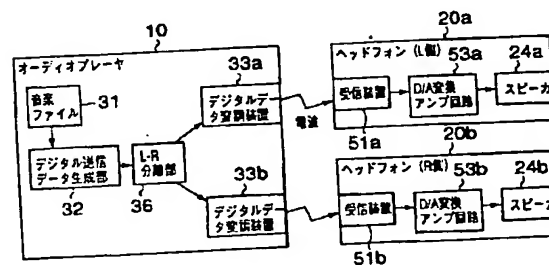 10
オーディオプレーヤ
音楽
ファイル
31
デジタル送信
データ生成部
32
L-R
分離部
36
33a
デジタルデー
タ変調装置
33b
デジタルデー
タ変調装置
電波
20a
ヘッドフォン(L側)
53a
24a
受信装置
D/A変換
アンプ回路
スピーカ
51a
20b
ヘッドフォン(R側)
53b
24b
受信装置
D/A変換
アンプ回路
スピーカ
51b